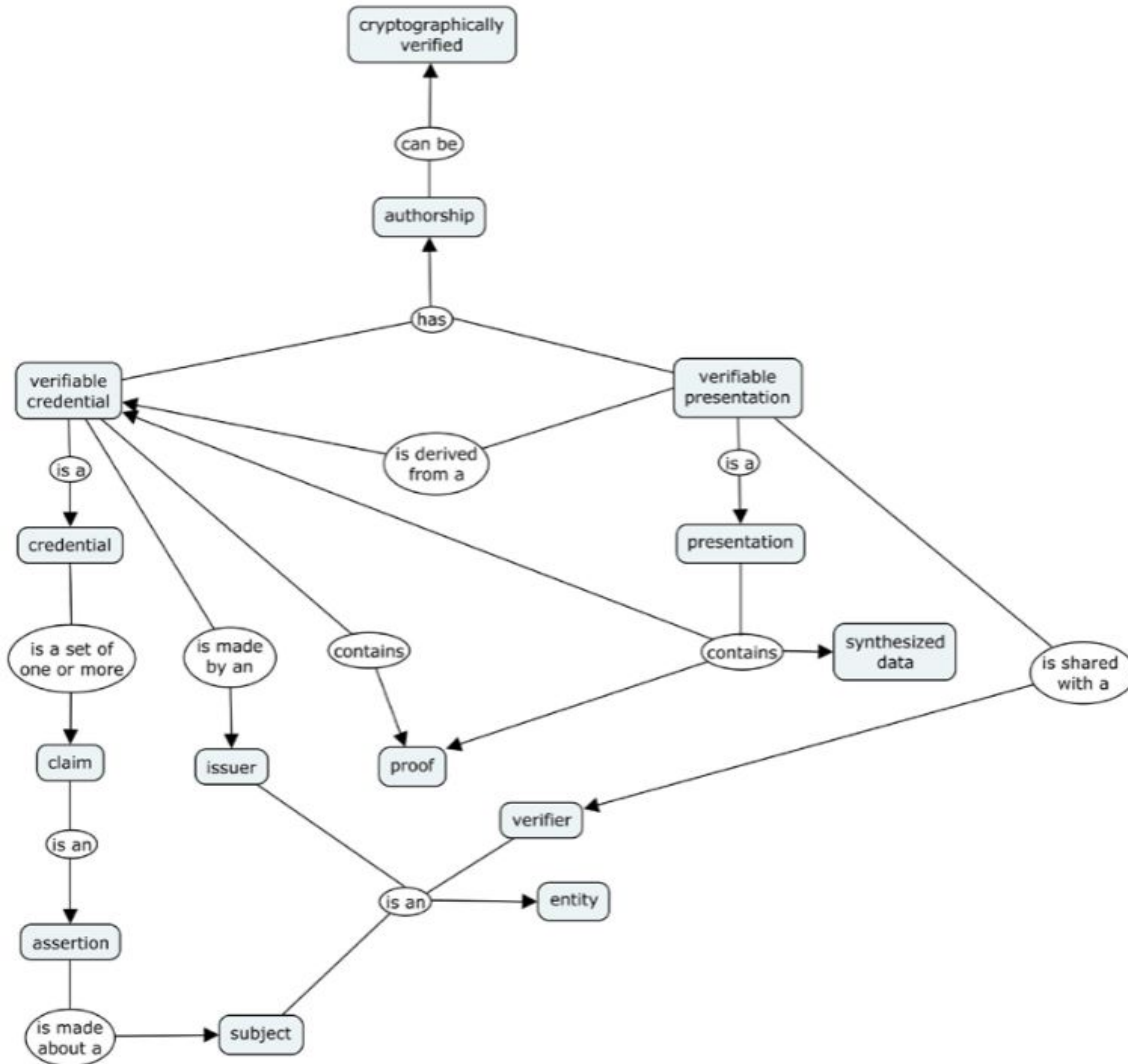 cryptographically
verified
can be
authorship
has
verifiable
credential
verifiable
presentation
is derived
from a
is a
is a
credential
presentation
is a set of
one or more
is made
by an
contains
contains
synthesized
data
is shared
with a
claim
issuer
proof
verifier
is an
is an
entity
assertion
is made
about a
subject